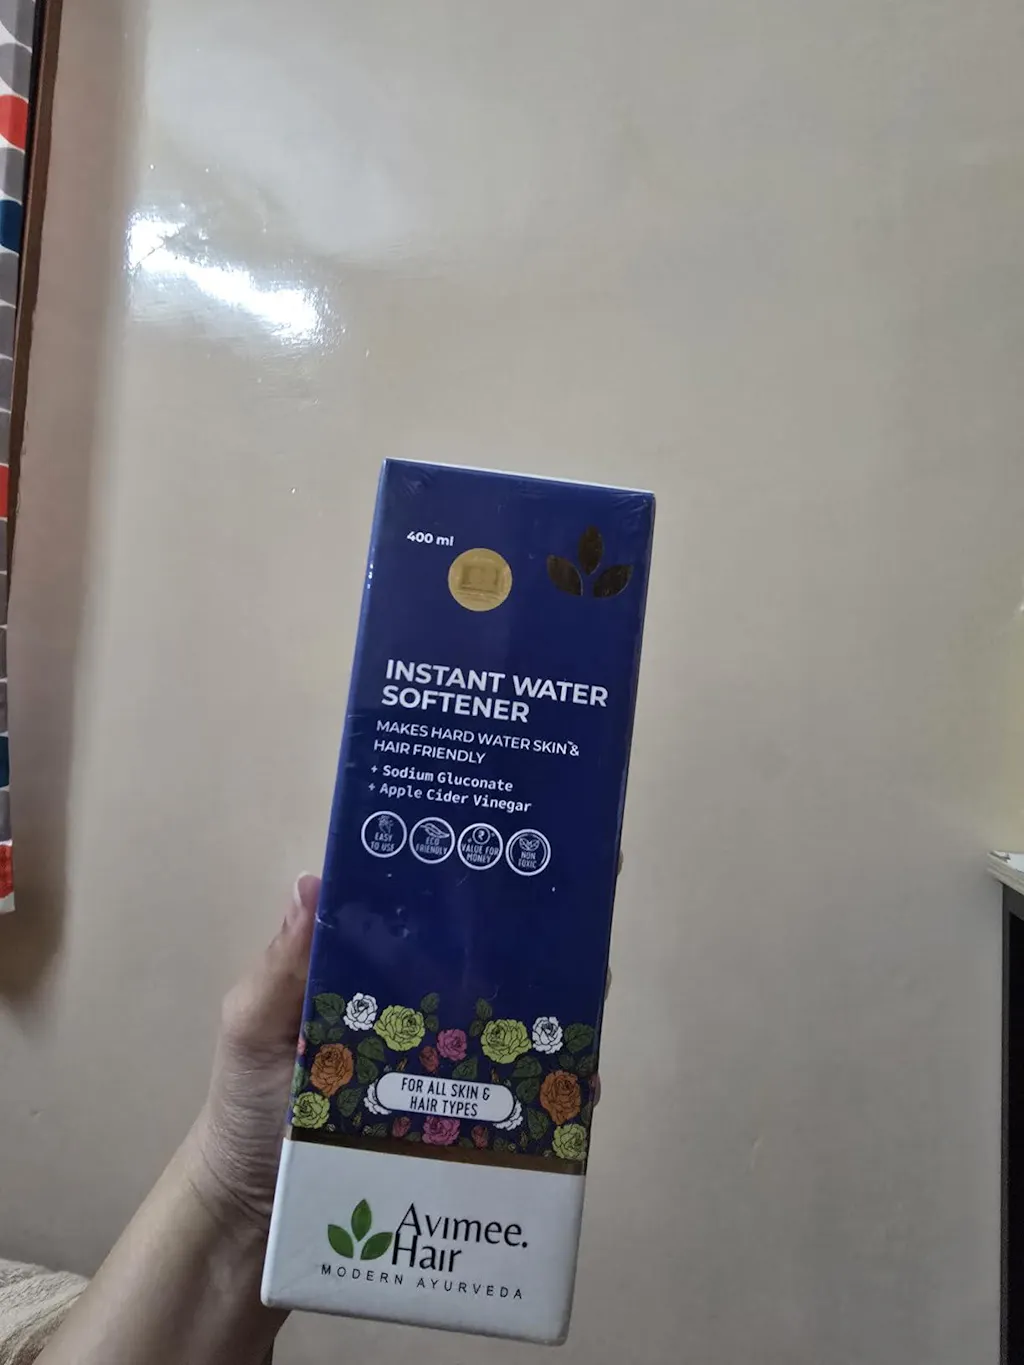 400 ml
INSTANT WATER
SOFTENER
MAKES HARD WATER SKIN &
HAIR FRIENDLY
+ Sodium Gluconate
+ Apple Cider Vinegar
EASY
TO USE
ECO
FRIENDLY
VALUE FOR
MONEY
NON
TOXIC
FOR ALL SKIN &
HAIR TYPES
Avimee.
Hair
MODERN AYURVEDA